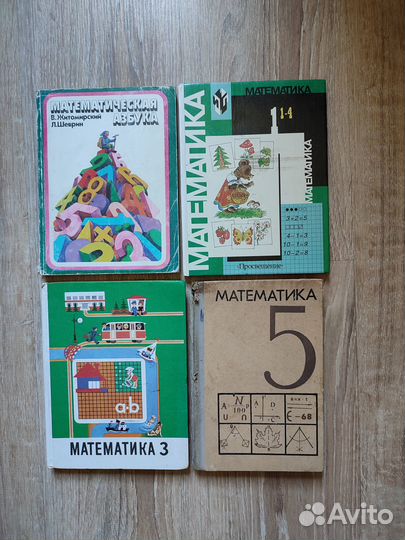 МАТЕМАТИЧЕСКАЯ
АЗБУКА
В. Житомирский
Л. Шеврин
МАТЕМАТИКА
МАТЕМАТИКА
1 1-4
МАТЕМАТИКА
3+2=5
4-1=3
10-1=9
10-2=8
Просвещение
a·b
МАТЕМАТИКА 3
МАТЕМАТИКА
5
Avito